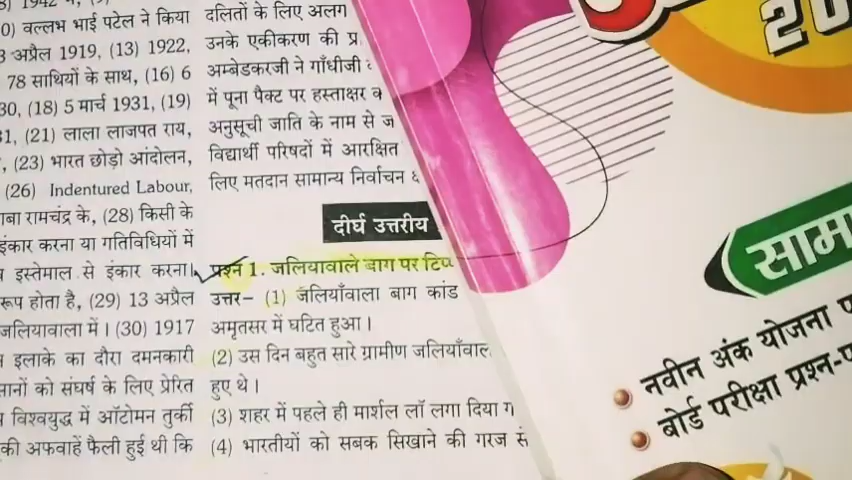 1942
0) वल्लभ भाई पटेल ने किया
3 अप्रैल 1919, (13) 1922,
78 साथियों के साथ, (16) 6
30, (18) 5 मार्च 1931, (19)
31, (21) लाला लाजपत राय,
, (23) भारत छोड़ो आंदोलन,
(26) Indentured Labour,
बाबा रामचंद्र के, (28) किसी के
इंकार करना या गतिविधियों में
इस्तेमाल से इंकार करना।
रूप होता है, (29) 13 अप्रैल
जलियावाला में। (30) 1917
इलाके का दौरा दमनकारी
सानों को संघर्ष के लिए प्रेरित
विश्वयुद्ध में ऑटोमन तुर्की
की अफवाहें फैली हुई थी कि
दलितों के लिए अलग
उनके एकीकरण की प्र
अम्बेडकरजी ने गाँधीजी
में पूना पैक्ट पर हस्ताक्षर
अनुसूची जाति के नाम से ज
विद्यार्थी परिषदों में आरक्षित
लिए मतदान सामान्य निर्वाचन
दीर्घ उत्तरीय
प्रश्न 1. जलियावाले बाग पर टिप
उत्तर– (1) जलियाँवाला बाग कांड
अमृतसर में घटित हुआ।
(2) उस दिन बहुत सारे ग्रामीण जलियाँवाल
हुए थे।
(3) शहर में पहले ही मार्शल लॉ लगा दिया ग
(4) भारतीयों को सबक सिखाने की गरज से
20
सामा
नवीन अंक योजना प
बोर्ड परीक्षा प्रश्न-प